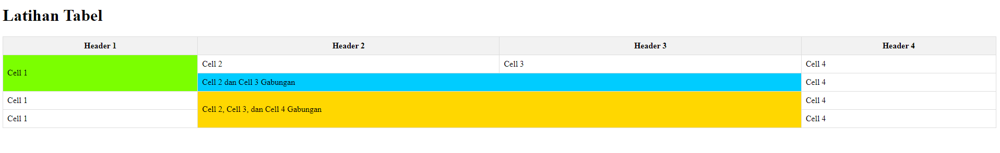 Latihan Tabel
Header 1 Header 2 Header 3 Header 4
Cell 1 Cell 2 Cell 3 Cell 4
Cell 2 dan Cell 3 Gabungan Cell 4
Cell 1 Cell 2, Cell 3, dan Cell 4 Gabungan Cell 4
Cell 1 Cell 4